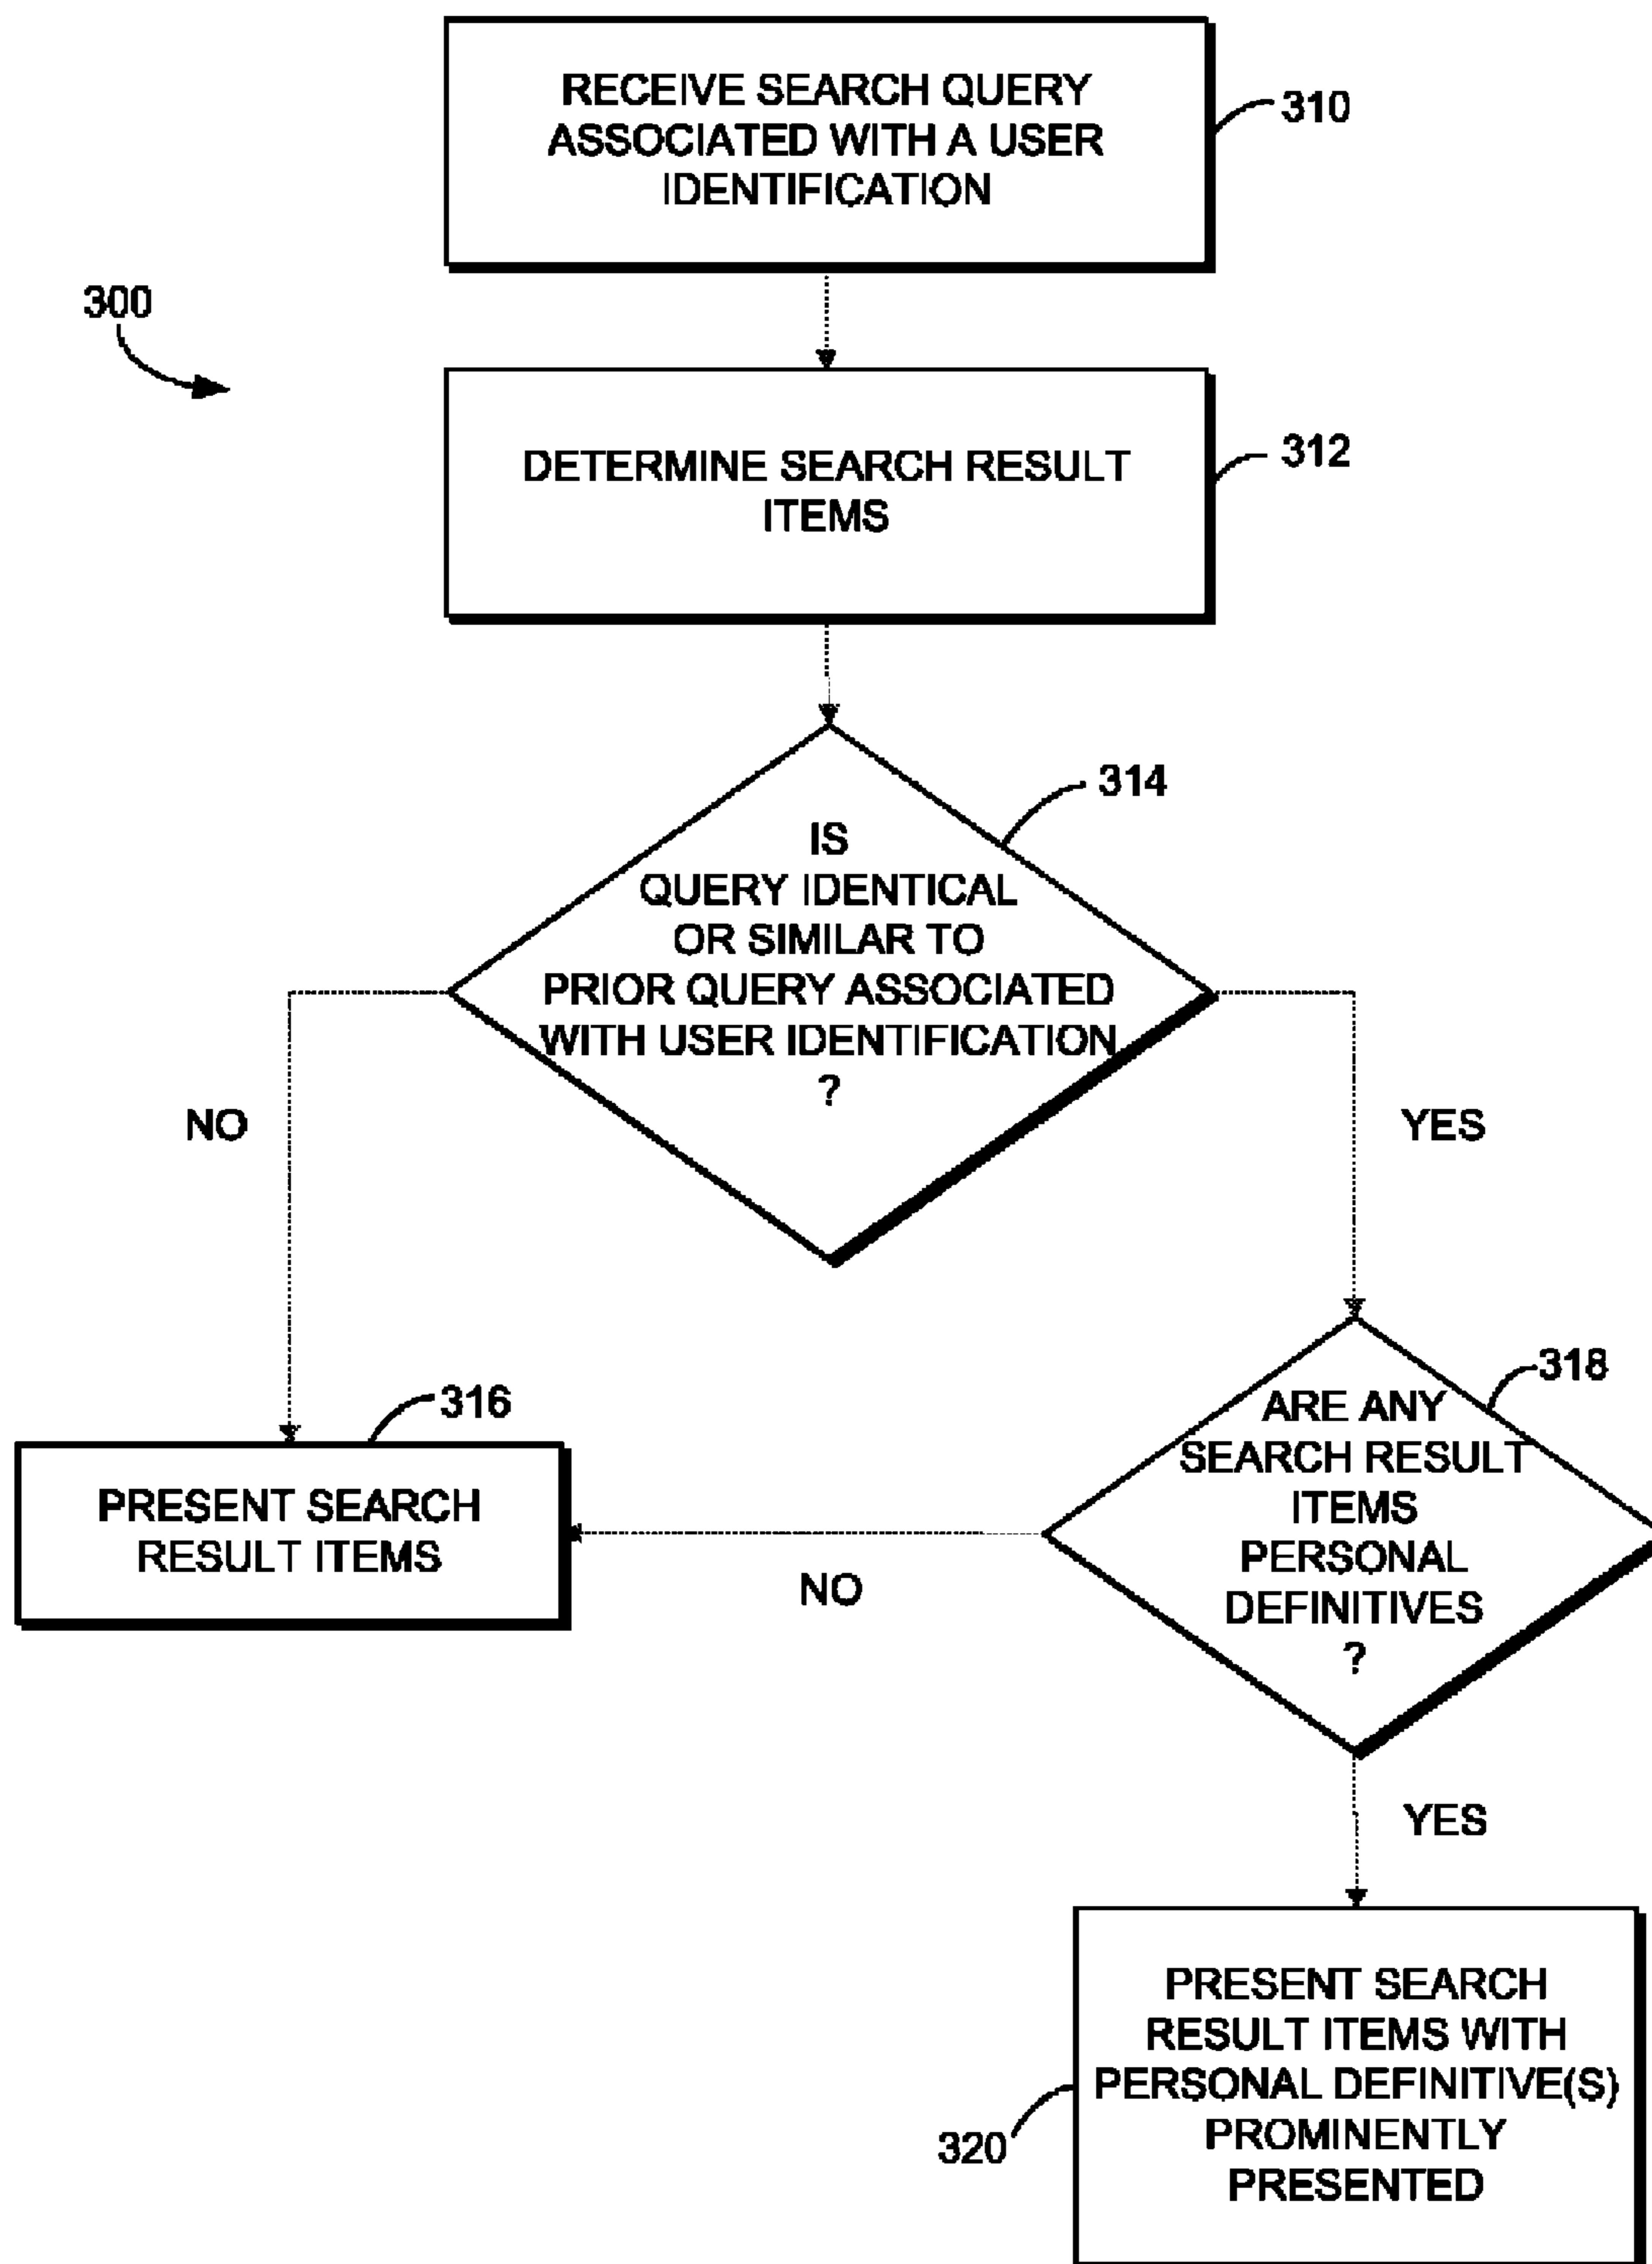 RECEIVE SEARCH QUERY
ASSOCIATED WITH A USER
IDENTIFICATION
310
300
DETERMINE SEARCH RESULT
ITEMS
312
314
IS
QUERY IDENTICAL
OR SIMILAR TO
PRIOR QUERY ASSOCIATED
WITH USER IDENTIFICATION
?
NO
YES
316
PRESENT SEARCH
RESULT ITEMS
318
ARE ANY
SEARCH RESULT
ITEMS
PERSONAL
DEFINITIVES
?
NO
YES
PRESENT SEARCH
RESULT ITEMS WITH
PERSONAL DEFINITIVE(S)
PROMINENTLY
PRESENTED
320